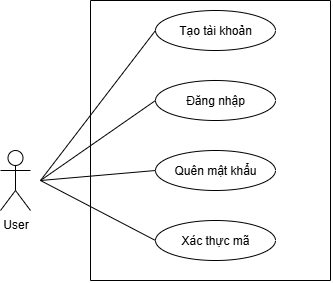 Tạo tài khoản
Đăng nhập
Quên mật khẩu
Xác thực mã
User